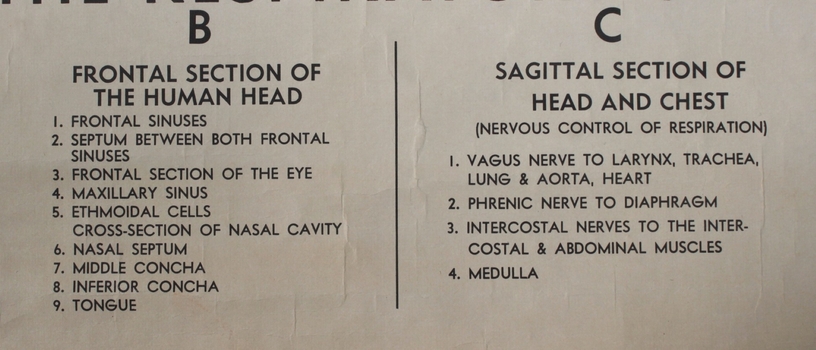 B
FRONTAL SECTION OF
THE HUMAN HEAD
1. FRONTAL SINUSES
2. SEPTUM BETWEEN BOTH FRONTAL
SINUSES
3. FRONTAL SECTION OF THE EYE
4. MAXILLARY SINUS
5. ETHMOIDAL CELLS
CROSS-SECTION OF NASAL CAVITY
6. NASAL SEPTUM
7. MIDDLE CONCHA
8. INFERIOR CONCHA
9. TONGUE
C
SAGITTAL SECTION OF
HEAD AND CHEST
(NERVOUS CONTROL OF RESPIRATION)
1. VAGUS NERVE TO LARYNX, TRACHEA,
LUNG & AORTA, HEART
2. PHRENIC NERVE TO DIAPHRAGM
3. INTERCOSTAL NERVES TO THE INTER-
COSTAL & ABDOMINAL MUSCLES
4. MEDULLA